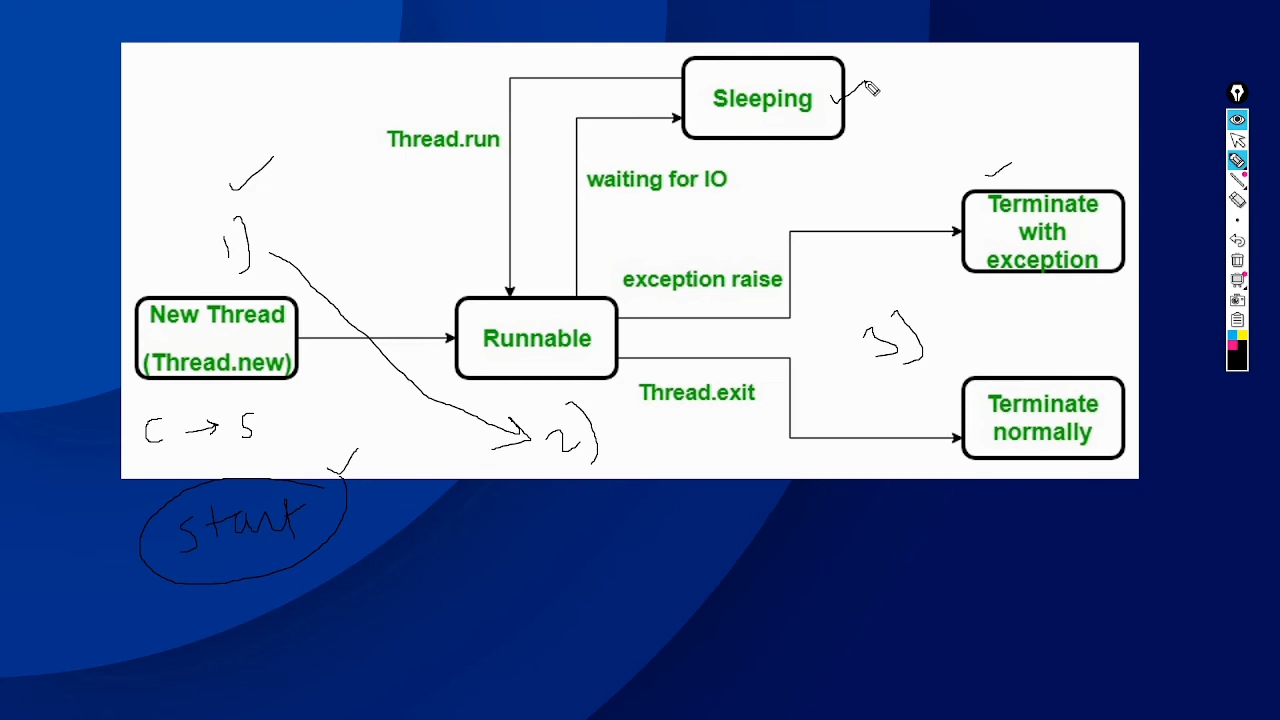 Sleeping
Thread.run
waiting for IO
Terminate
with
exception
1)
exception raise
New Thread
(Thread.new)
Runnable
3)
Thread.exit
Terminate
normally
C → S
2)
start